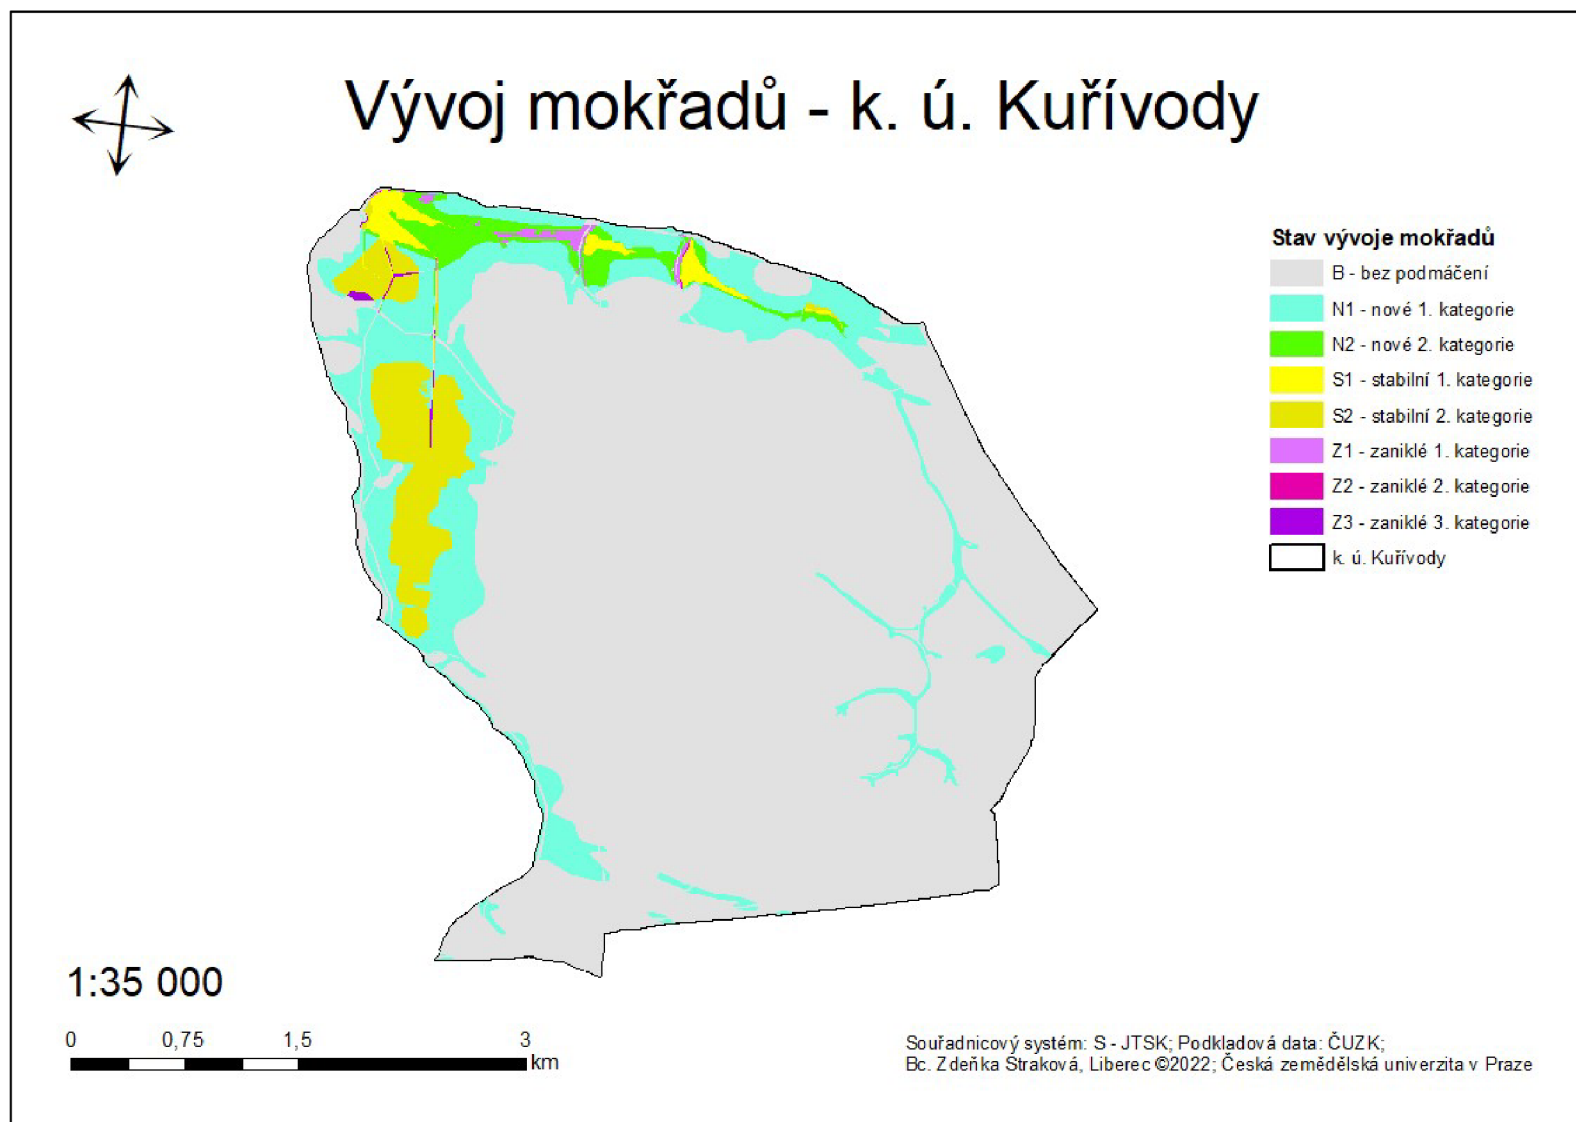 Vývoj mokřadů - k. ú. Kuřívody
Stav vývoje mokřadů
B - bez podmáčení
N1 - nové 1. kategorie
N2 - nové 2. kategorie
S1 - stabilní 1. kategorie
S2 - stabilní 2. kategorie
Z1 - zaniklé 1. kategorie
Z2 - zaniklé 2. kategorie
Z3 - zaniklé 3. kategorie
k. ú. Kuřívody
1:35 000
0 0,75 1,5 3
km
Souřadnicový systém: S - JTSK; Podkladová data: ČUZK;
Bc. Zdeňka Straková, Liberec ©2022; Česká zemědělská univerzita v Praze